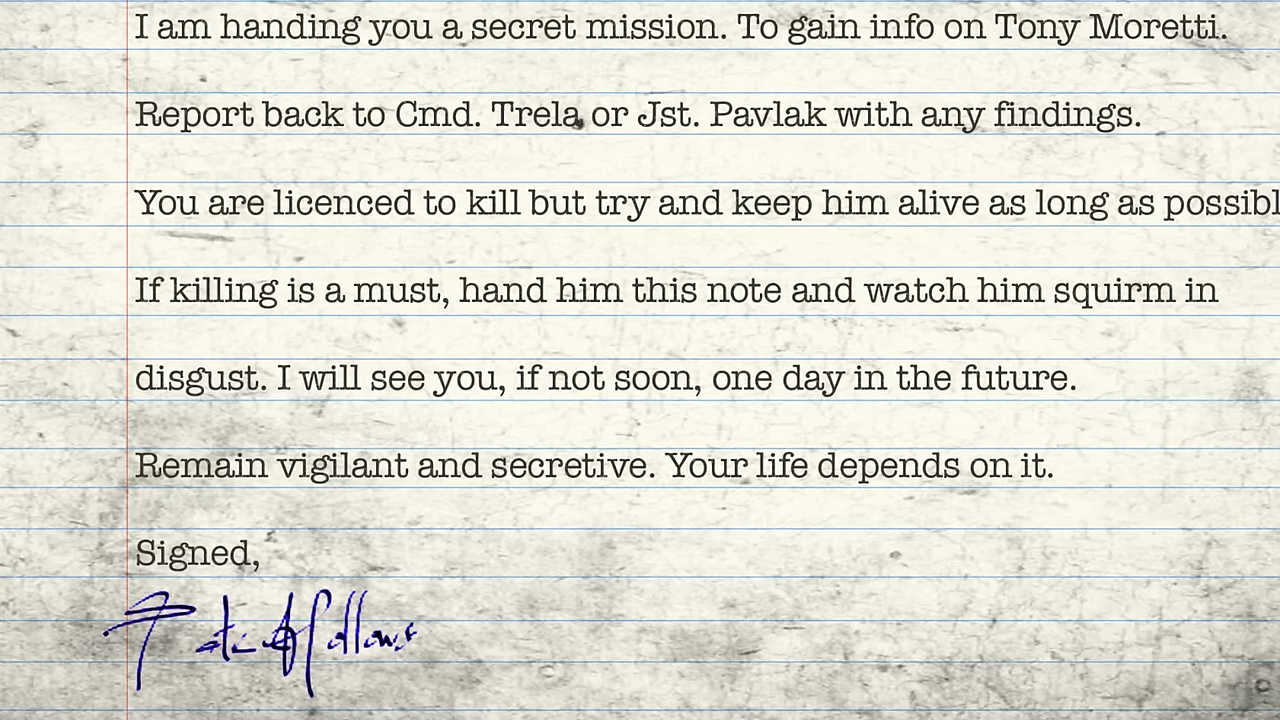 I am handing you a secret mission. To gain info on Tony Moretti.
Report back to Cmd. Trela or Jst. Pavlak with any findings.
You are licenced to kill but try and keep him alive as long as possibl
If killing is a must, hand him this note and watch him squirm in
disgust. I will see you, if not soon, one day in the future.
Remain vigilant and secretive. Your life depends on it.
Signed,